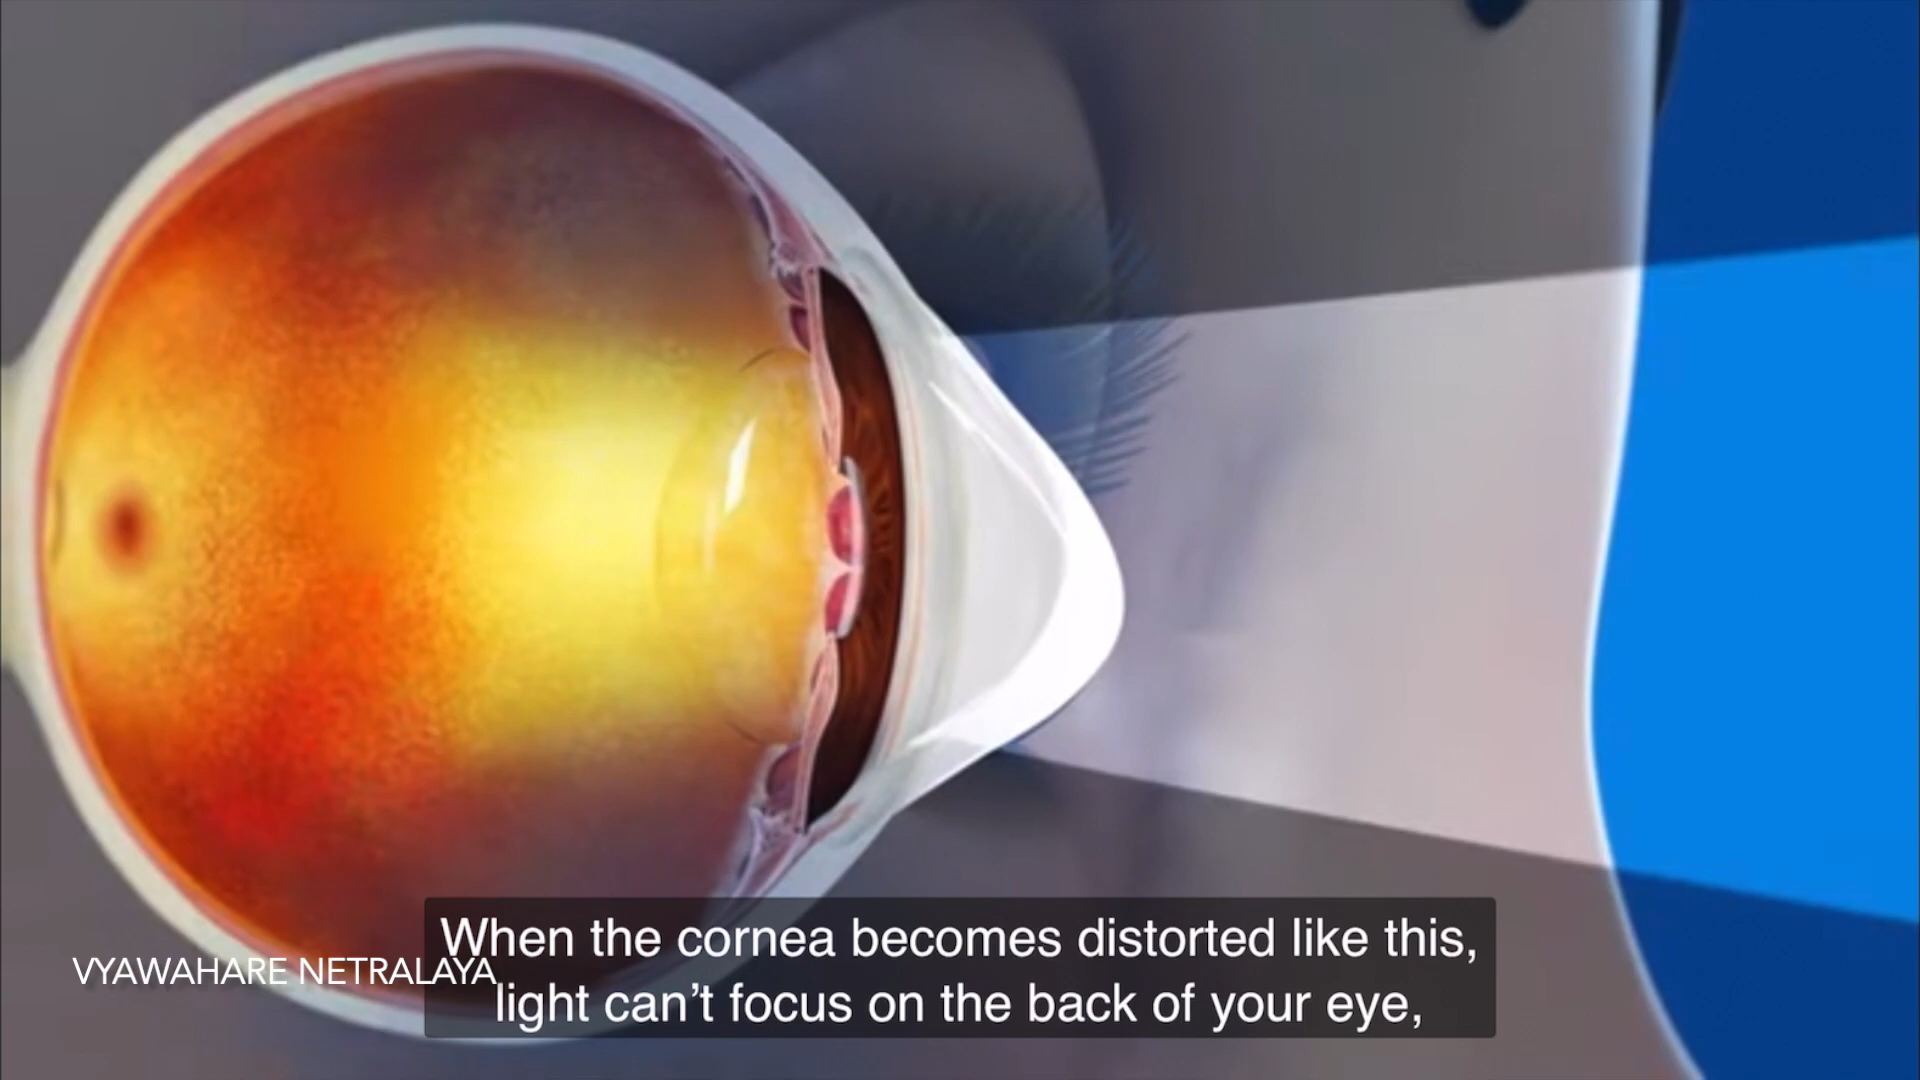 When the cornea becomes distorted like this,
VYAWAHARE NETRALAYA
light can’t focus on the back of your eye,